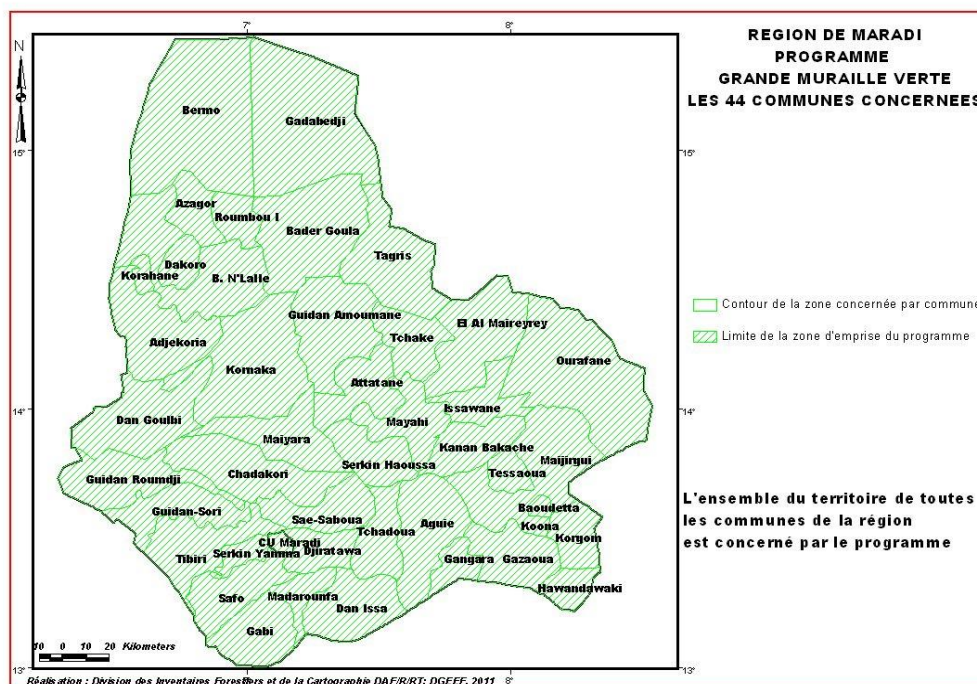 REGION DE MARADI
PROGRAMME
GRANDE MURAILLE VERTE
LES 44 COMMUNES CONCERNEES
7°
8°
N
Bermo
Gadabedji
15°
15°
Azagor
Roumbou I
Bader Goula
Tagris
Dakoro
Korahane
B. N'Lalle
Contour de la zone concernée par commune
Guidan Amoumane
El Al Maireyrey
Tchake
Limite de la zone d'emprise du programme
Adjekoria
Ourafane
Kornaka
Attatane
14°
Issawane
14°
Dan Goulbi
Mayahi
Maiyara
Kanan Bakache
Serkin Haoussa
Maijirgui
Chadakori
Tessaoua
Guidan Roumdji
L'ensemble du territoire de toutes
les communes de la région
est concerné par le programme
Guidan-Sori
Baoudetta
Sae-Saboua
Aguie
Koona
Tchadoua
Korgom
CU Maradi
Serkin Yamma
Djiratawa
Tibiri
Gangara
Gazaoua
Hawandawaki
Safo
Madarounfa
Dan Issa
Gabi
10 0 10 20 Kilometers
13°
13°
Réalisation : Division des Inventaires Forestiers et de la Cartographie DAF/R/RT; DGEEF, 2011
8°